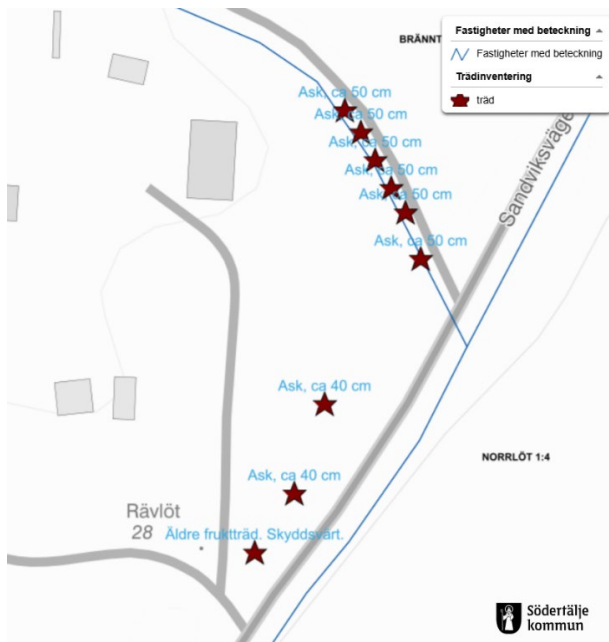 BRÄNNT
Fastigheter med beteckning
Fastigheter med beteckning
Trädinventering
träd
Ask, ca 50 cm
Ask, ca 50 cm
Ask, ca 50 cm
Ask, ca 50 cm
Ask, ca 50 cm
Ask, ca 50 cm
Sandviksväge
Ask, ca 40 cm
NORRLÖT 1:4
Ask, ca 40 cm
Rävlöt
28
Äldre fruktträd. Skyddsvärt.
Södertälje
kommun